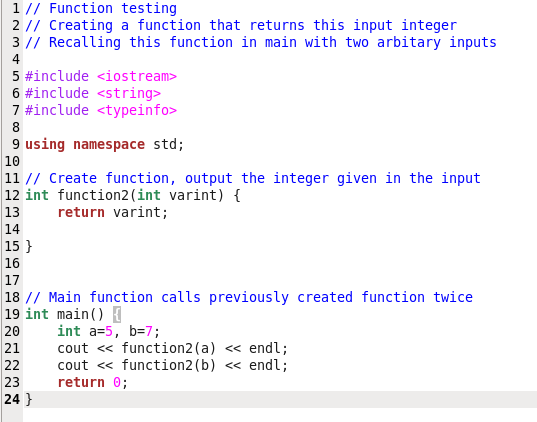 1 // Function testing
2 // Creating a function that returns this input integer
3 // Recalling this function in main with two arbitary inputs
4
5 #include <iostream>
6 #include <string>
7 #include <typeinfo>
8
9 using namespace std;
10
11 // Create function, output the integer given in the input
12 int function2(int varint) {
13     return varint;
14
15 }
16
17
18 // Main function calls previously created function twice
19 int main() {
20     int a=5, b=7;
21     cout << function2(a) << endl;
22     cout << function2(b) << endl;
23     return 0;
24 }